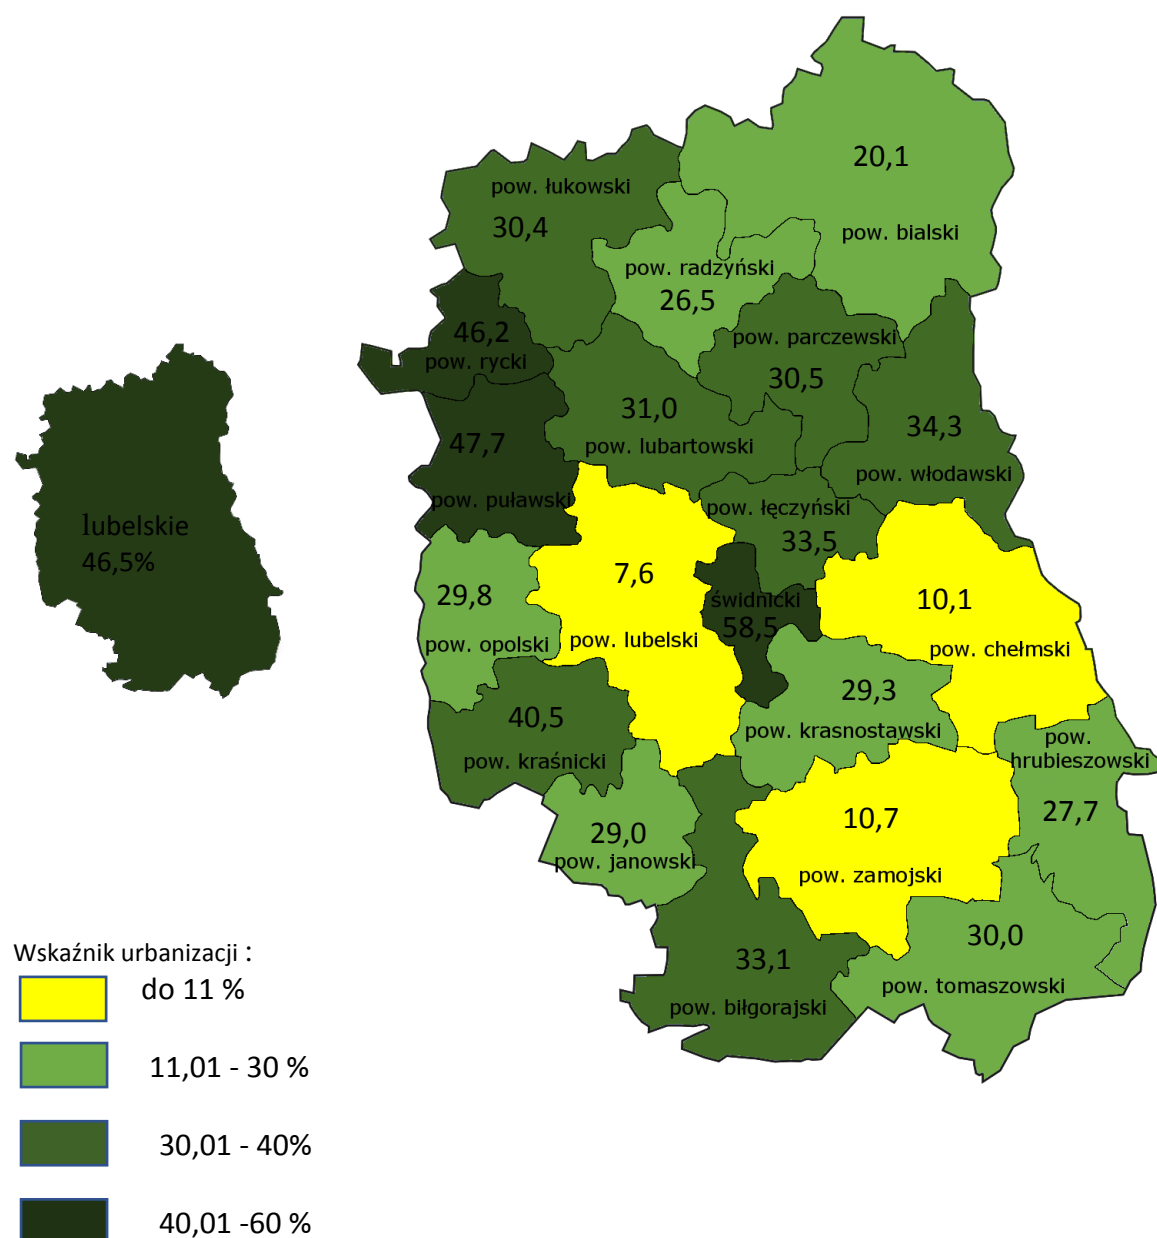 20,1
pow. bialski
pow. łukowski
30,4
pow. radzyński
26,5
46,2
pow. rycki
pow. parczewski
30,5
31,0
pow. lubartowski
34,3
pow. włodawski
47,7
pow. puławski
pow. łęczyński
33,5
lubelskie
46,5%
7,6
pow. lubelski
świdnicki
58,5
10,1
pow. chełmski
29,8
pow. opolski
29,3
pow. krasnostawski
40,5
pow. kraśnicki
pow.
hrubieszowski
27,7
29,0
pow. janowski
10,7
pow. zamojski
33,1
pow. biłgorajski
30,0
pow. tomaszowski
Wskaźnik urbanizacji :
do 11 %
11,01 - 30 %
30,01 - 40%
40,01 -60 %